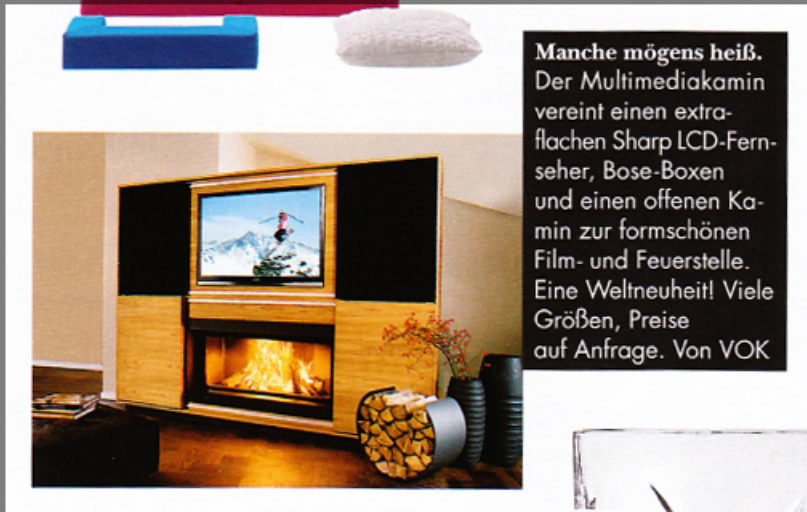 Manche mögens heiß.
Der Multimediakamin
vereint einen extra-
flachen Sharp LCD-Fern-
seher, Bose-Boxen
und einen offenen Ka-
min zur formschönen
Film- und Feuerstelle.
Eine Weltneuheit! Viele
Größen, Preise
auf Anfrage. Von VOK